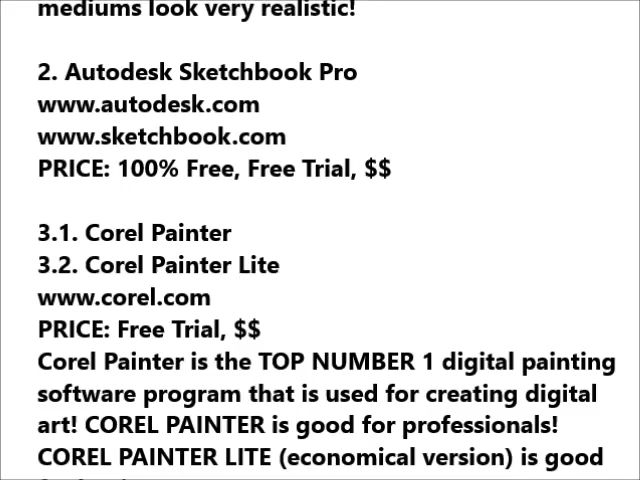 mediums look very realistic!
2. Autodesk Sketchbook Pro
www.autodesk.com
www.sketchbook.com
PRICE: 100% Free, Free Trial, $$
3.1. Corel Painter
3.2. Corel Painter Lite
www.corel.com
PRICE: Free Trial, $$
Corel Painter is the TOP NUMBER 1 digital painting
software program that is used for creating digital
art! COREL PAINTER is good for professionals!
COREL PAINTER LITE (economical version) is good